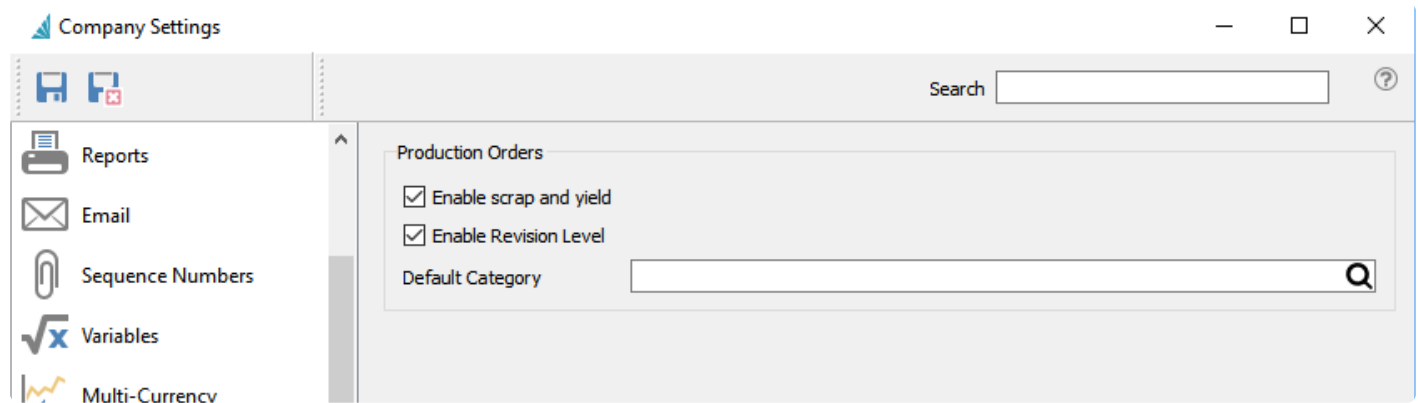 Company Settings
Search
Reports
Email
Sequence Numbers
Variables
Multi-Currency
Production Orders
Enable scrap and yield
Enable Revision Level
Default Category